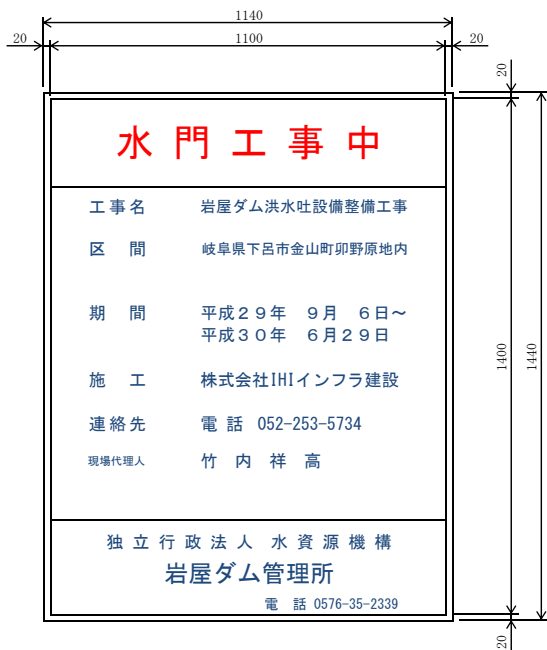 1140
20 1100 20
20
水門工事中
工事名 岩屋ダム洪水吐設備整備工事
区 間 岐阜県下呂市金山町卯野原地内
期 間 平成29年 9月 6日～
平成30年 6月29日
1400
1440
施 工 株式会社IHIインフラ建設
連絡先 電話 052-253-5734
現場代理人 竹内祥高
独立行政法人 水資源機構
岩屋ダム管理所
電 話 0576-35-2339
20